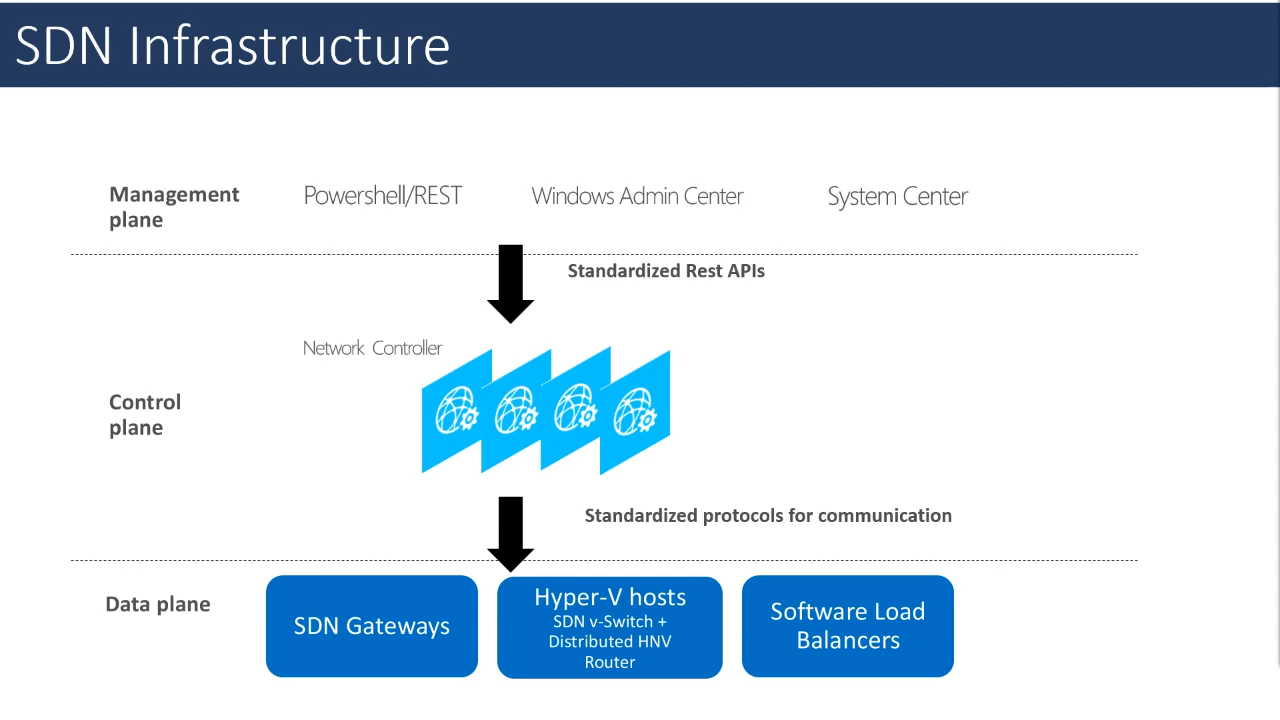 SDN Infrastructure
Management
plane
Powershell/REST
Windows Admin Center
System Center
Standardized Rest APIs
Network Controller
Control
plane
Standardized protocols for communication
Data plane
SDN Gateways
Hyper-V hosts
SDN v-Switch +
Distributed HNV
Router
Software Load
Balancers